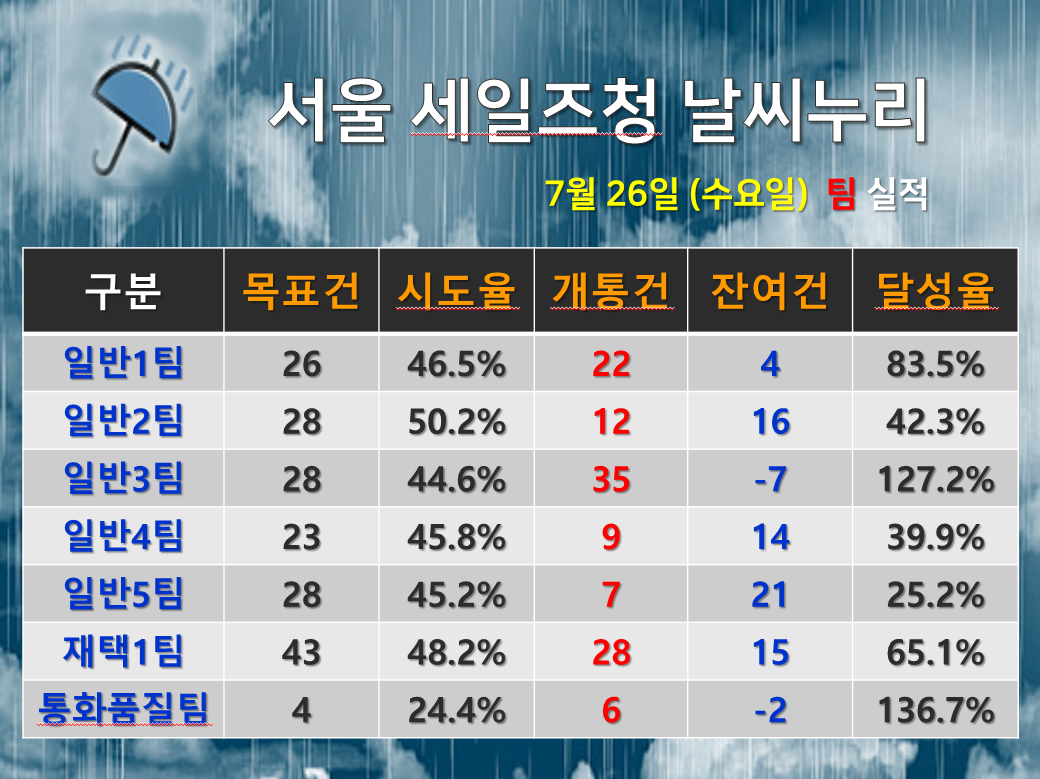 서울 세일즈청 날씨누리
7월 26일 (수요일) 팀 실적
구분 목표건 시도율 개통건 잔여건 달성율
일반1팀 26 46.5% 22 4 83.5%
일반2팀 28 50.2% 12 16 42.3%
일반3팀 28 44.6% 35 -7 127.2%
일반4팀 23 45.8% 9 14 39.9%
일반5팀 28 45.2% 7 21 25.2%
재택1팀 43 48.2% 28 15 65.1%
통화품질팀 4 24.4% 6 -2 136.7%